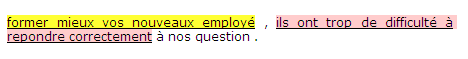 former mieux vos nouveaux employé , ils ont trop de difficulté à
repondre correctement à nos question .